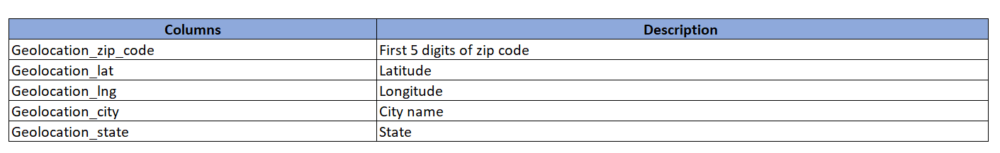 Columns Description
Geolocation_zip_code First 5 digits of zip code
Geolocation_lat Latitude
Geolocation_lng Longitude
Geolocation_city City name
Geolocation_state State